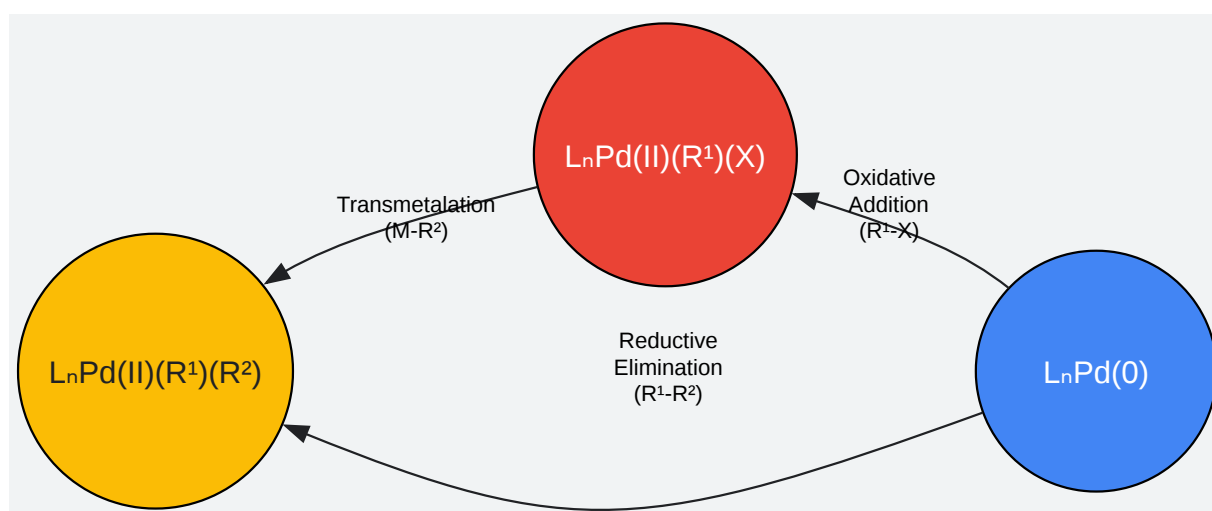 LₙPd(II)(R¹)(X)
Oxidative
Addition
(R¹-X)
Transmetalation
(M-R²)
Reductive
Elimination
(R¹-R²)
LₙPd(II)(R¹)(R²)
LₙPd(0)